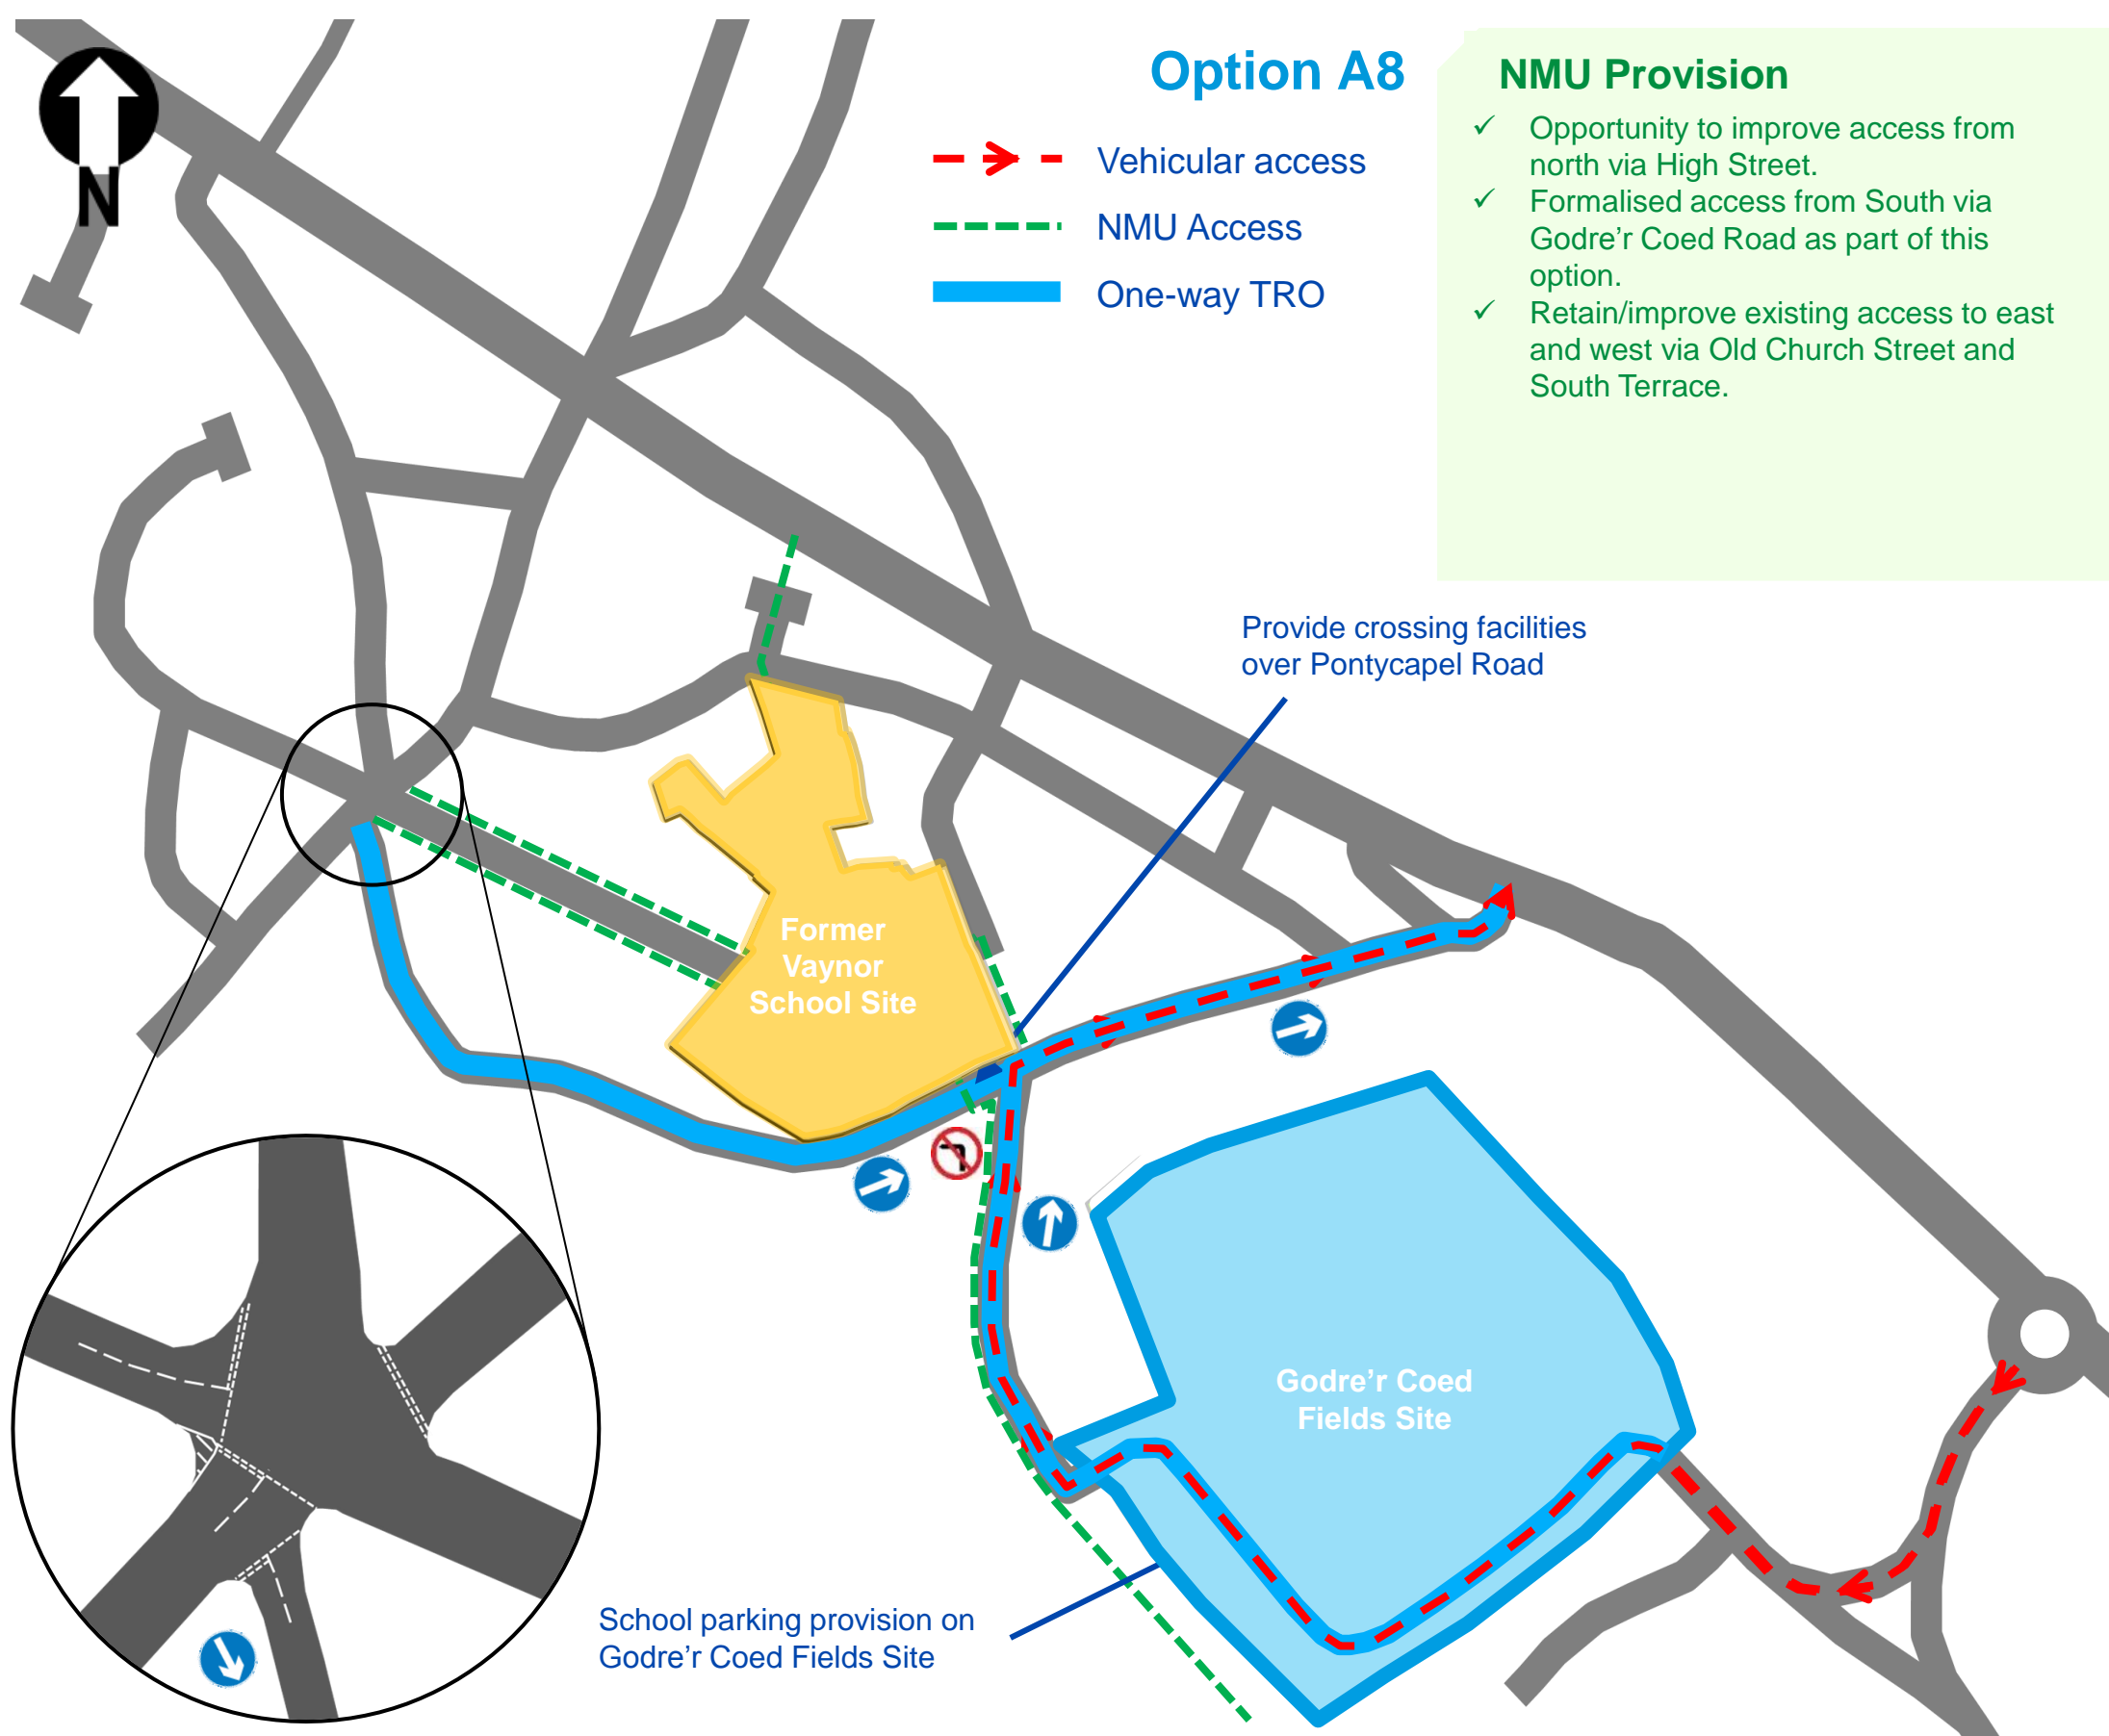 N
Option A8
Vehicular access
NMU Access
One-way TRO
NMU Provision
✓ Opportunity to improve access from
north via High Street.
✓ Formalised access from South via
Godre’r Coed Road as part of this
option.
✓ Retain/improve existing access to east
and west via Old Church Street and
South Terrace.
Provide crossing facilities
over Pontycapel Road
Former
Vaynor
School Site
Godre’r Coed
Fields Site
School parking provision on
Godre’r Coed Fields Site